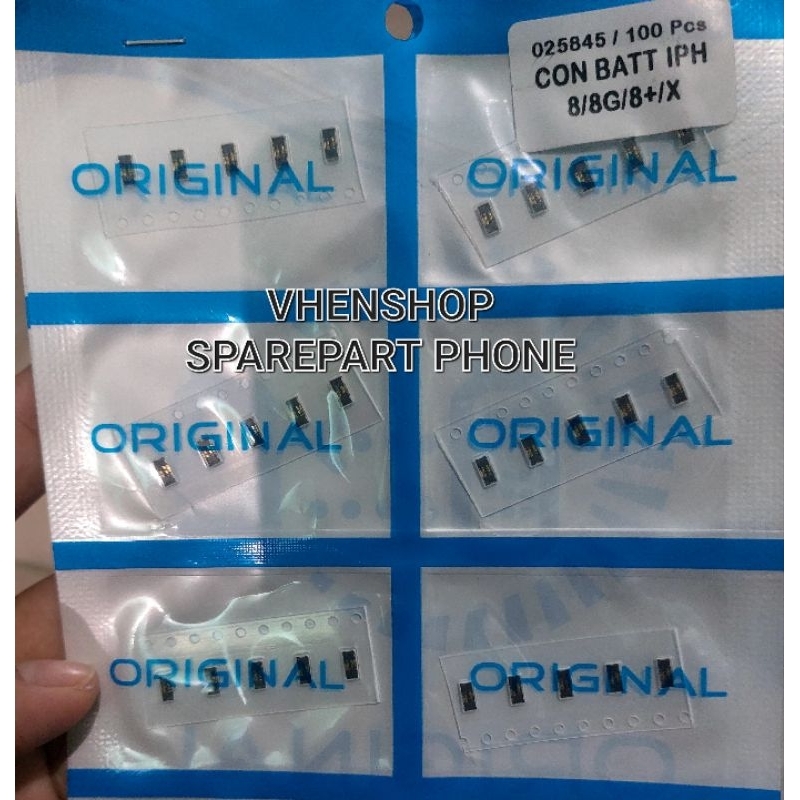 025845 / 100 Pcs
CON BATT IPH
8/8G/8+/X
ORIGINAL
ORIGINAL
VHENSHOP
SPAREPART PHONE
ORIGINAL
ORIGINAL
ORIGINAL
ORIGINAL